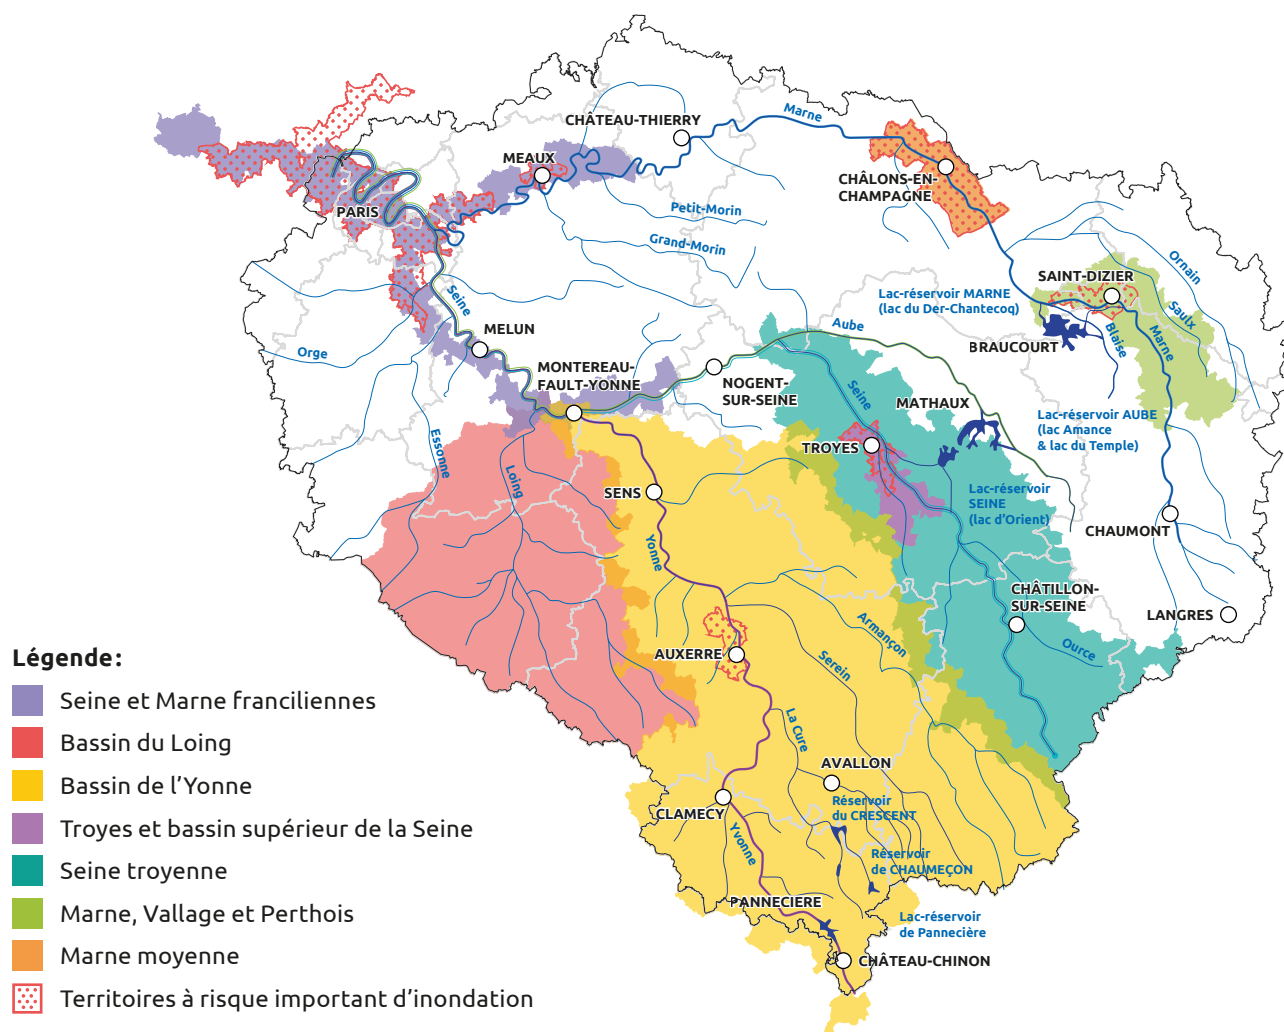 CHÂTEAU-THIERRY
Marne
MEAUX
CHÂLONS-EN-
CHAMPAGNE
PARIS
Petit-Morin
Grand-Morin
Ornain
SAINT-DIZIER
Seine
Lac-réservoir MARNE
(lac du Der-Chantecoq)
Saulx
MELUN
Aube
Blaise
Marne
BRAUCOURT
Orge
MONTEREAU-
FAULT-YONNE
NOGENT-
SUR-SEINE
Seine
MATHAUX
Lac-réservoir AUBE
(lac Amance
& lac du Temple)
Essonne
TROYES
Loing
SENS
Lac-réservoir
SEINE
(lac d'Orient)
CHAUMONT
Yonne
CHÂTILLON-
SUR-SEINE
LANGRES
Armançon
Ource
AUXERRE
Serein
La Cure
AVALLON
CLAMECY
Réservoir
du CRESCENT
Yvonne
Réservoir
de CHAUMEÇON
PANNECIERE
Lac-réservoir
de Pannecière
CHÂTEAU-CHINON
Légende :
Seine et Marne franciliennes
Bassin du Loing
Bassin de l'Yonne
Troyes et bassin supérieur de la Seine
Seine troyenne
Marne, Vallage et Perthois
Marne moyenne
Territoires à risque important d'inondation